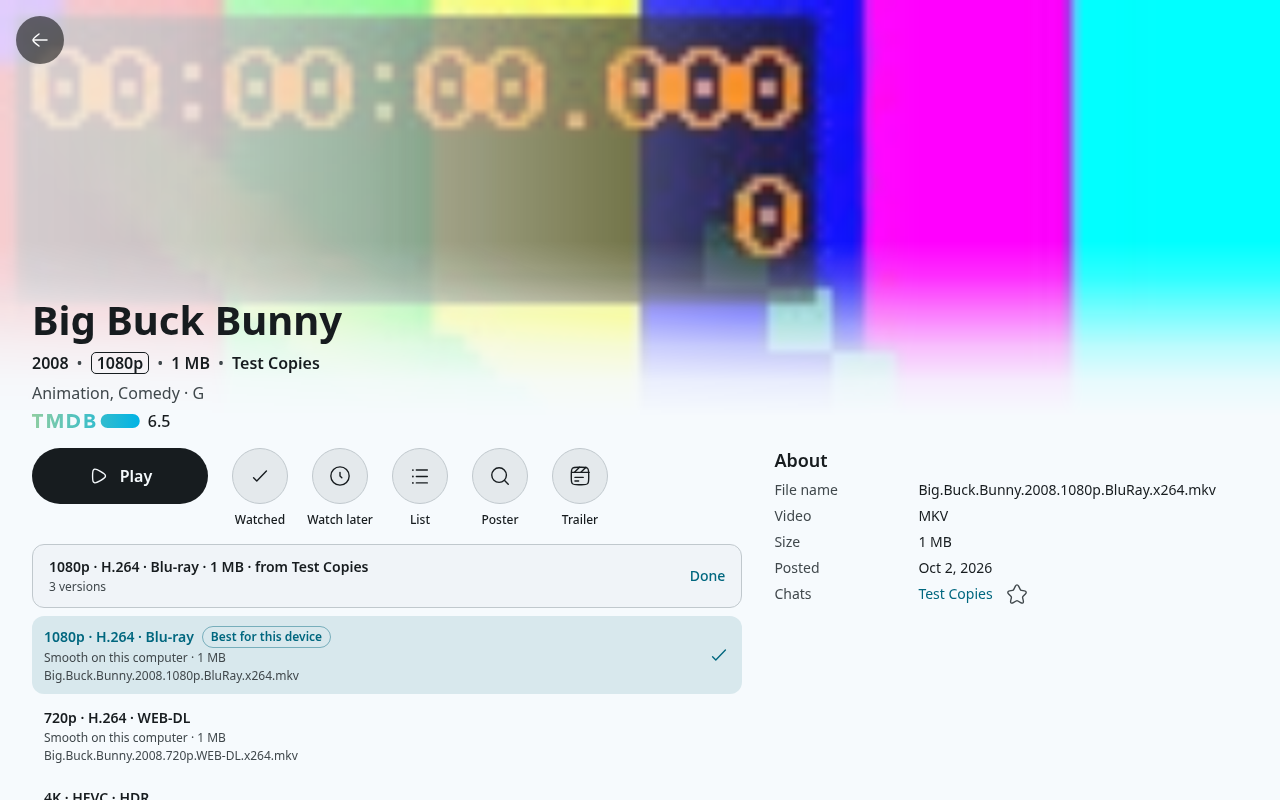 00:00:00.000
0
Big Buck Bunny
2008 • 1080p • 1 MB • Test Copies
Animation, Comedy · G
TMDB 6.5
Play
Watched
Watch later
List
Poster
Trailer
1080p · H.264 · Blu-ray · 1 MB · from Test Copies
3 versions
Done
1080p · H.264 · Blu-ray Best for this device
Smooth on this computer · 1 MB
Big.Buck.Bunny.2008.1080p.BluRay.x264.mkv
720p · H.264 · WEB-DL
Smooth on this computer · 1 MB
Big.Buck.Bunny.2008.720p.WEB-DL.x264.mkv
4K · HEVC · HDR
About
File name Big.Buck.Bunny.2008.1080p.BluRay.x264.mkv
Video MKV
Size 1 MB
Posted Oct 2, 2026
Chats Test Copies